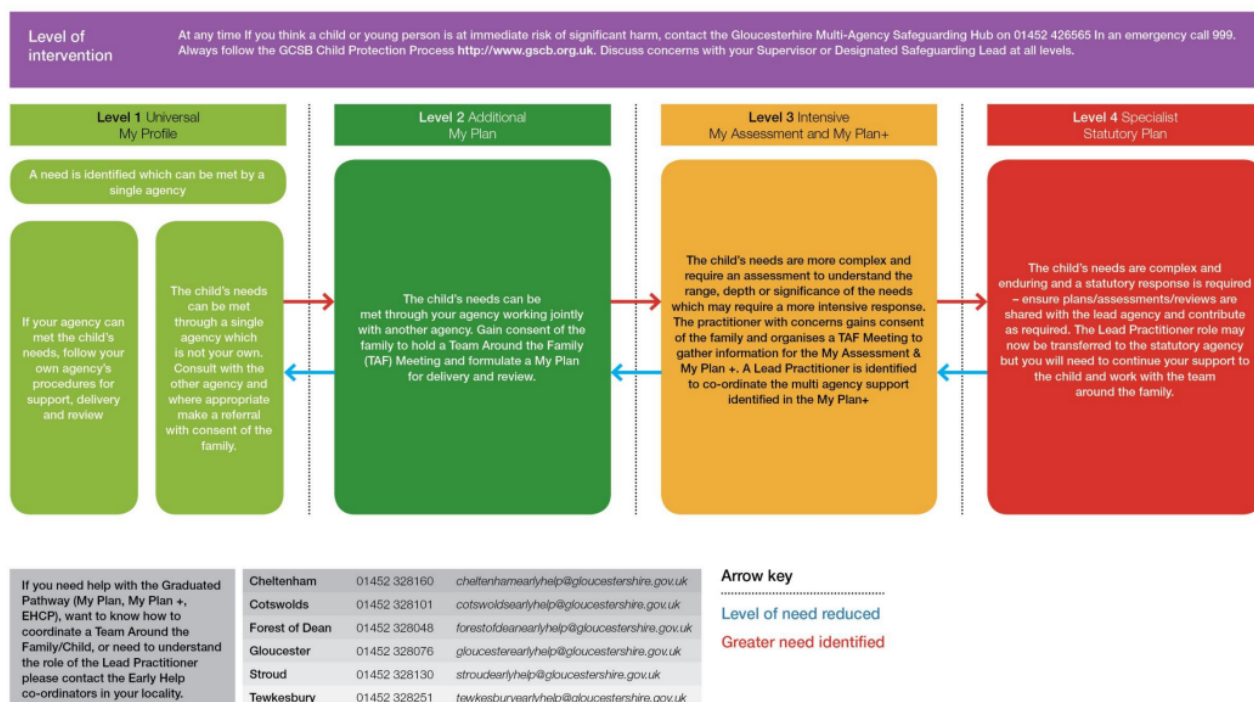 Level of
intervention
At any time If you think a child or young person is at immediate risk of significant harm, contact the Gloucesterhire Multi-Agency Safeguarding Hub on 01452 426565 In an emergency call 999.
Always follow the GCSB Child Protection Process http://www.gscb.org.uk. Discuss concerns with your Supervisor or Designated Safeguarding Lead at all levels.
Level 1 Universal
My Profile
A need is identified which can be met by a
single agency
If your agency can
met the child's
needs, follow your
own agency's
procedures for
support, delivery
and review
The child's needs
can be met
through a single
agency which
is not your own.
Consult with the
other agency and
where appropriate
make a referral
with consent of the
family.
Level 2 Additional
My Plan
The child's needs can be
met through your agency working jointly
with another agency. Gain consent of the
family to hold a Team Around the Family
(TAF) Meeting and formulate a My Plan
for delivery and review.
Level 3 Intensive
My Assessment and My Plan+
The child's needs are more complex and
require an assessment to understand the
range, depth or significance of the needs
which may require a more intensive response.
The practitioner with concerns gains consent
of the family and organises a TAF Meeting to
gather information for the My Assessment &
My Plan +. A Lead Practitioner is identified
to co-ordinate the multi agency support
identified in the My Plan+
Level 4 Specialist
Statutory Plan
The child's needs are complex and
enduring and a statutory response is required
– ensure plans/assessments/reviews are
shared with the lead agency and contribute
as required. The Lead Practitioner role may
now be transferred to the statutory agency
but you will need to continue your support to
the child and work with the team
around the family.
If you need help with the Graduated
Pathway (My Plan, My Plan +,
EHCP), want to know how to
coordinate a Team Around the
Family/Child, or need to understand
the role of the Lead Practitioner
please contact the Early Help
co-ordinators in your locality.
Cheltenham 01452 328160 cheltenhamearlyhelp@gloucestershire.gov.uk
Cotswolds 01452 328101 cotswoldsearlyhelp@gloucestershire.gov.uk
Forest of Dean 01452 328048 forestofdeanearlyhelp@gloucestershire.gov.uk
Gloucester 01452 328076 gloucesterearlyhelp@gloucestershire.gov.uk
Stroud 01452 328130 stroudearlyhelp@gloucestershire.gov.uk
Tewkesbury 01452 328251 tewkesburyearlyhelp@gloucestershire.gov.uk
Arrow key
Level of need reduced
Greater need identified